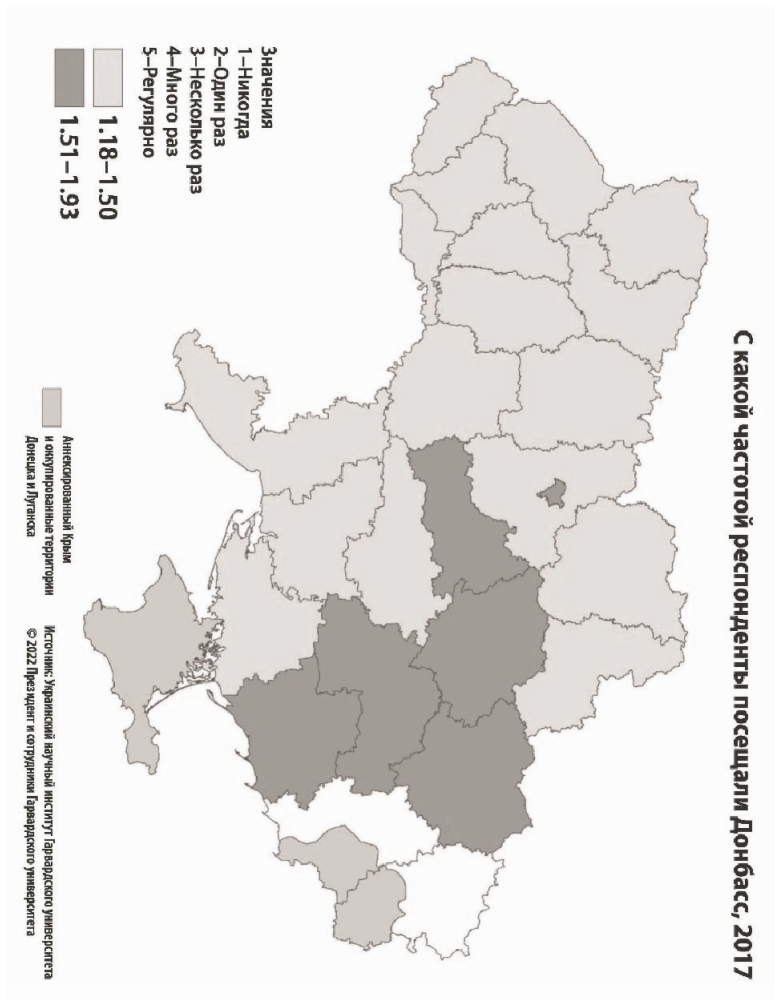 С какой частотой респонденты посещали Донбасс, 2017
Значения
1–Никогда
2–Один раз
3–Несколько раз
4–Много раз
5–Регулярно
1.18–1.50
1.51–1.93
Аннексированный Крым
и оккупированные территории
Донецка и Луганска
Источник: Украинский научный институт Гарвардского университета
© 2022 Президент и сотрудники Гарвардского университета